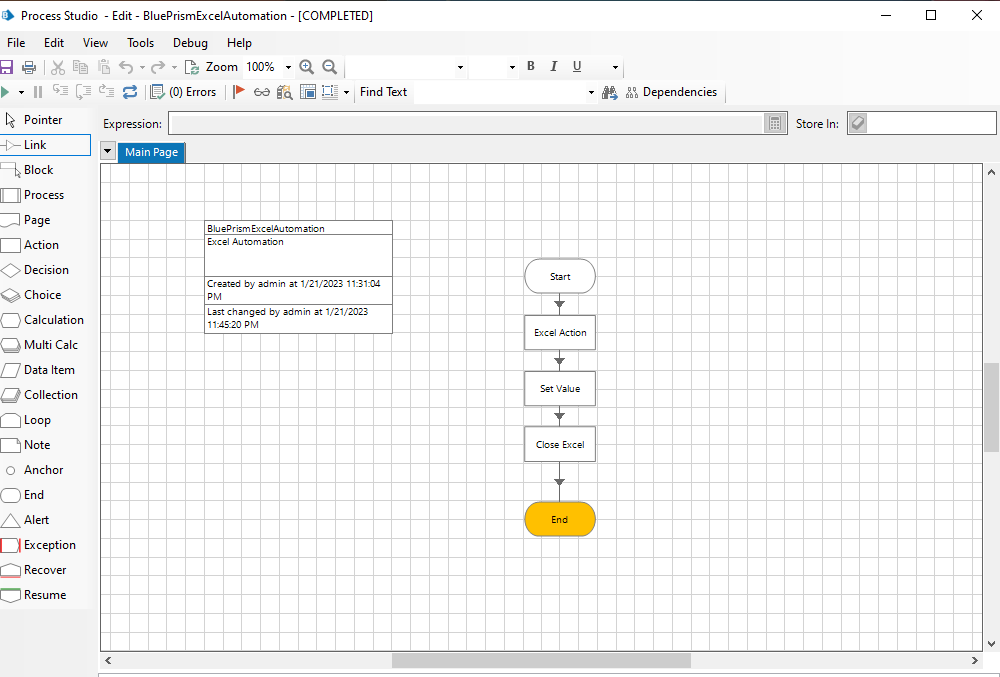 Process Studio - Edit - BluePrismExcelAutomation - [COMPLETED]
File Edit View Tools Debug Help
Zoom 100% B I U
(0) Errors Find Text Dependencies
Pointer
Link
Block
Process
Page
Action
Decision
Choice
Calculation
Multi Calc
Data Item
Collection
Loop
Note
Anchor
End
Alert
Exception
Recover
Resume
Expression: Store In:
Main Page
BluePrismExcelAutomation
Excel Automation
Created by admin at 1/21/2023 11:31:04
PM
Last changed by admin at 1/21/2023
11:45:20 PM
Start
Excel Action
Set Value
Close Excel
End